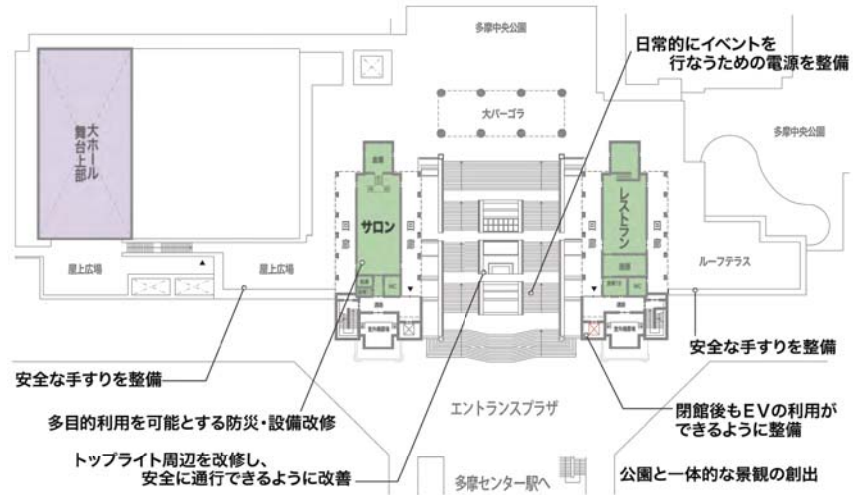 多摩中央公園
日常的にイベントを
行なうための電源を整備
大パーゴラ
多摩中央公園
大ホール
舞台上部
倉庫
サロン
回廊
回廊
回廊
レストラン
回廊
屋上広場
屋上広場
ルーフテラス
WC
WC
安全な手すりを整備
安全な手すりを整備
多目的利用を可能とする防災・設備改修
エントランスプラザ
閉館後もEVの利用が
できるように整備
トップライト周辺を改修し、
安全に通行できるように改善
多摩センター駅へ
公園と一体的な景観の創出